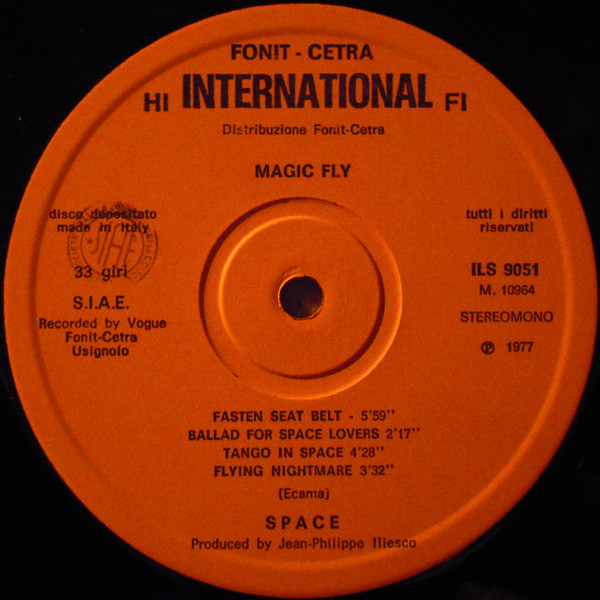 FONIT - CETRA
HI INTERNATIONAL FI
Distribuzione Fonit-Cetra
MAGIC FLY
disco depositato
made in Italy
SIAE
33 giri
S.I.A.E.
Recorded by Vogue
Fonit-Cetra
Usignolo
tutti i diritti
riservati
ILS 9051
M. 10964
STEREOMONO
℗ 1977
FASTEN SEAT BELT - 5'59"
BALLAD FOR SPACE LOVERS 2'17"
TANGO IN SPACE 4'28"
FLYING NIGHTMARE 3'32"
(Ecama)
SPACE
Produced by Jean-Philippe Iliesco